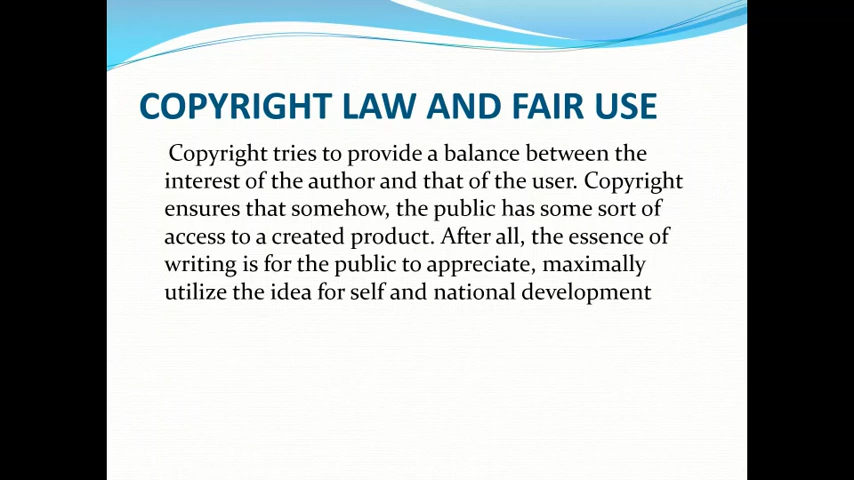 COPYRIGHT LAW AND FAIR USE
Copyright tries to provide a balance between the
interest of the author and that of the user. Copyright
ensures that somehow, the public has some sort of
access to a created product. After all, the essence of
writing is for the public to appreciate, maximally
utilize the idea for self and national development